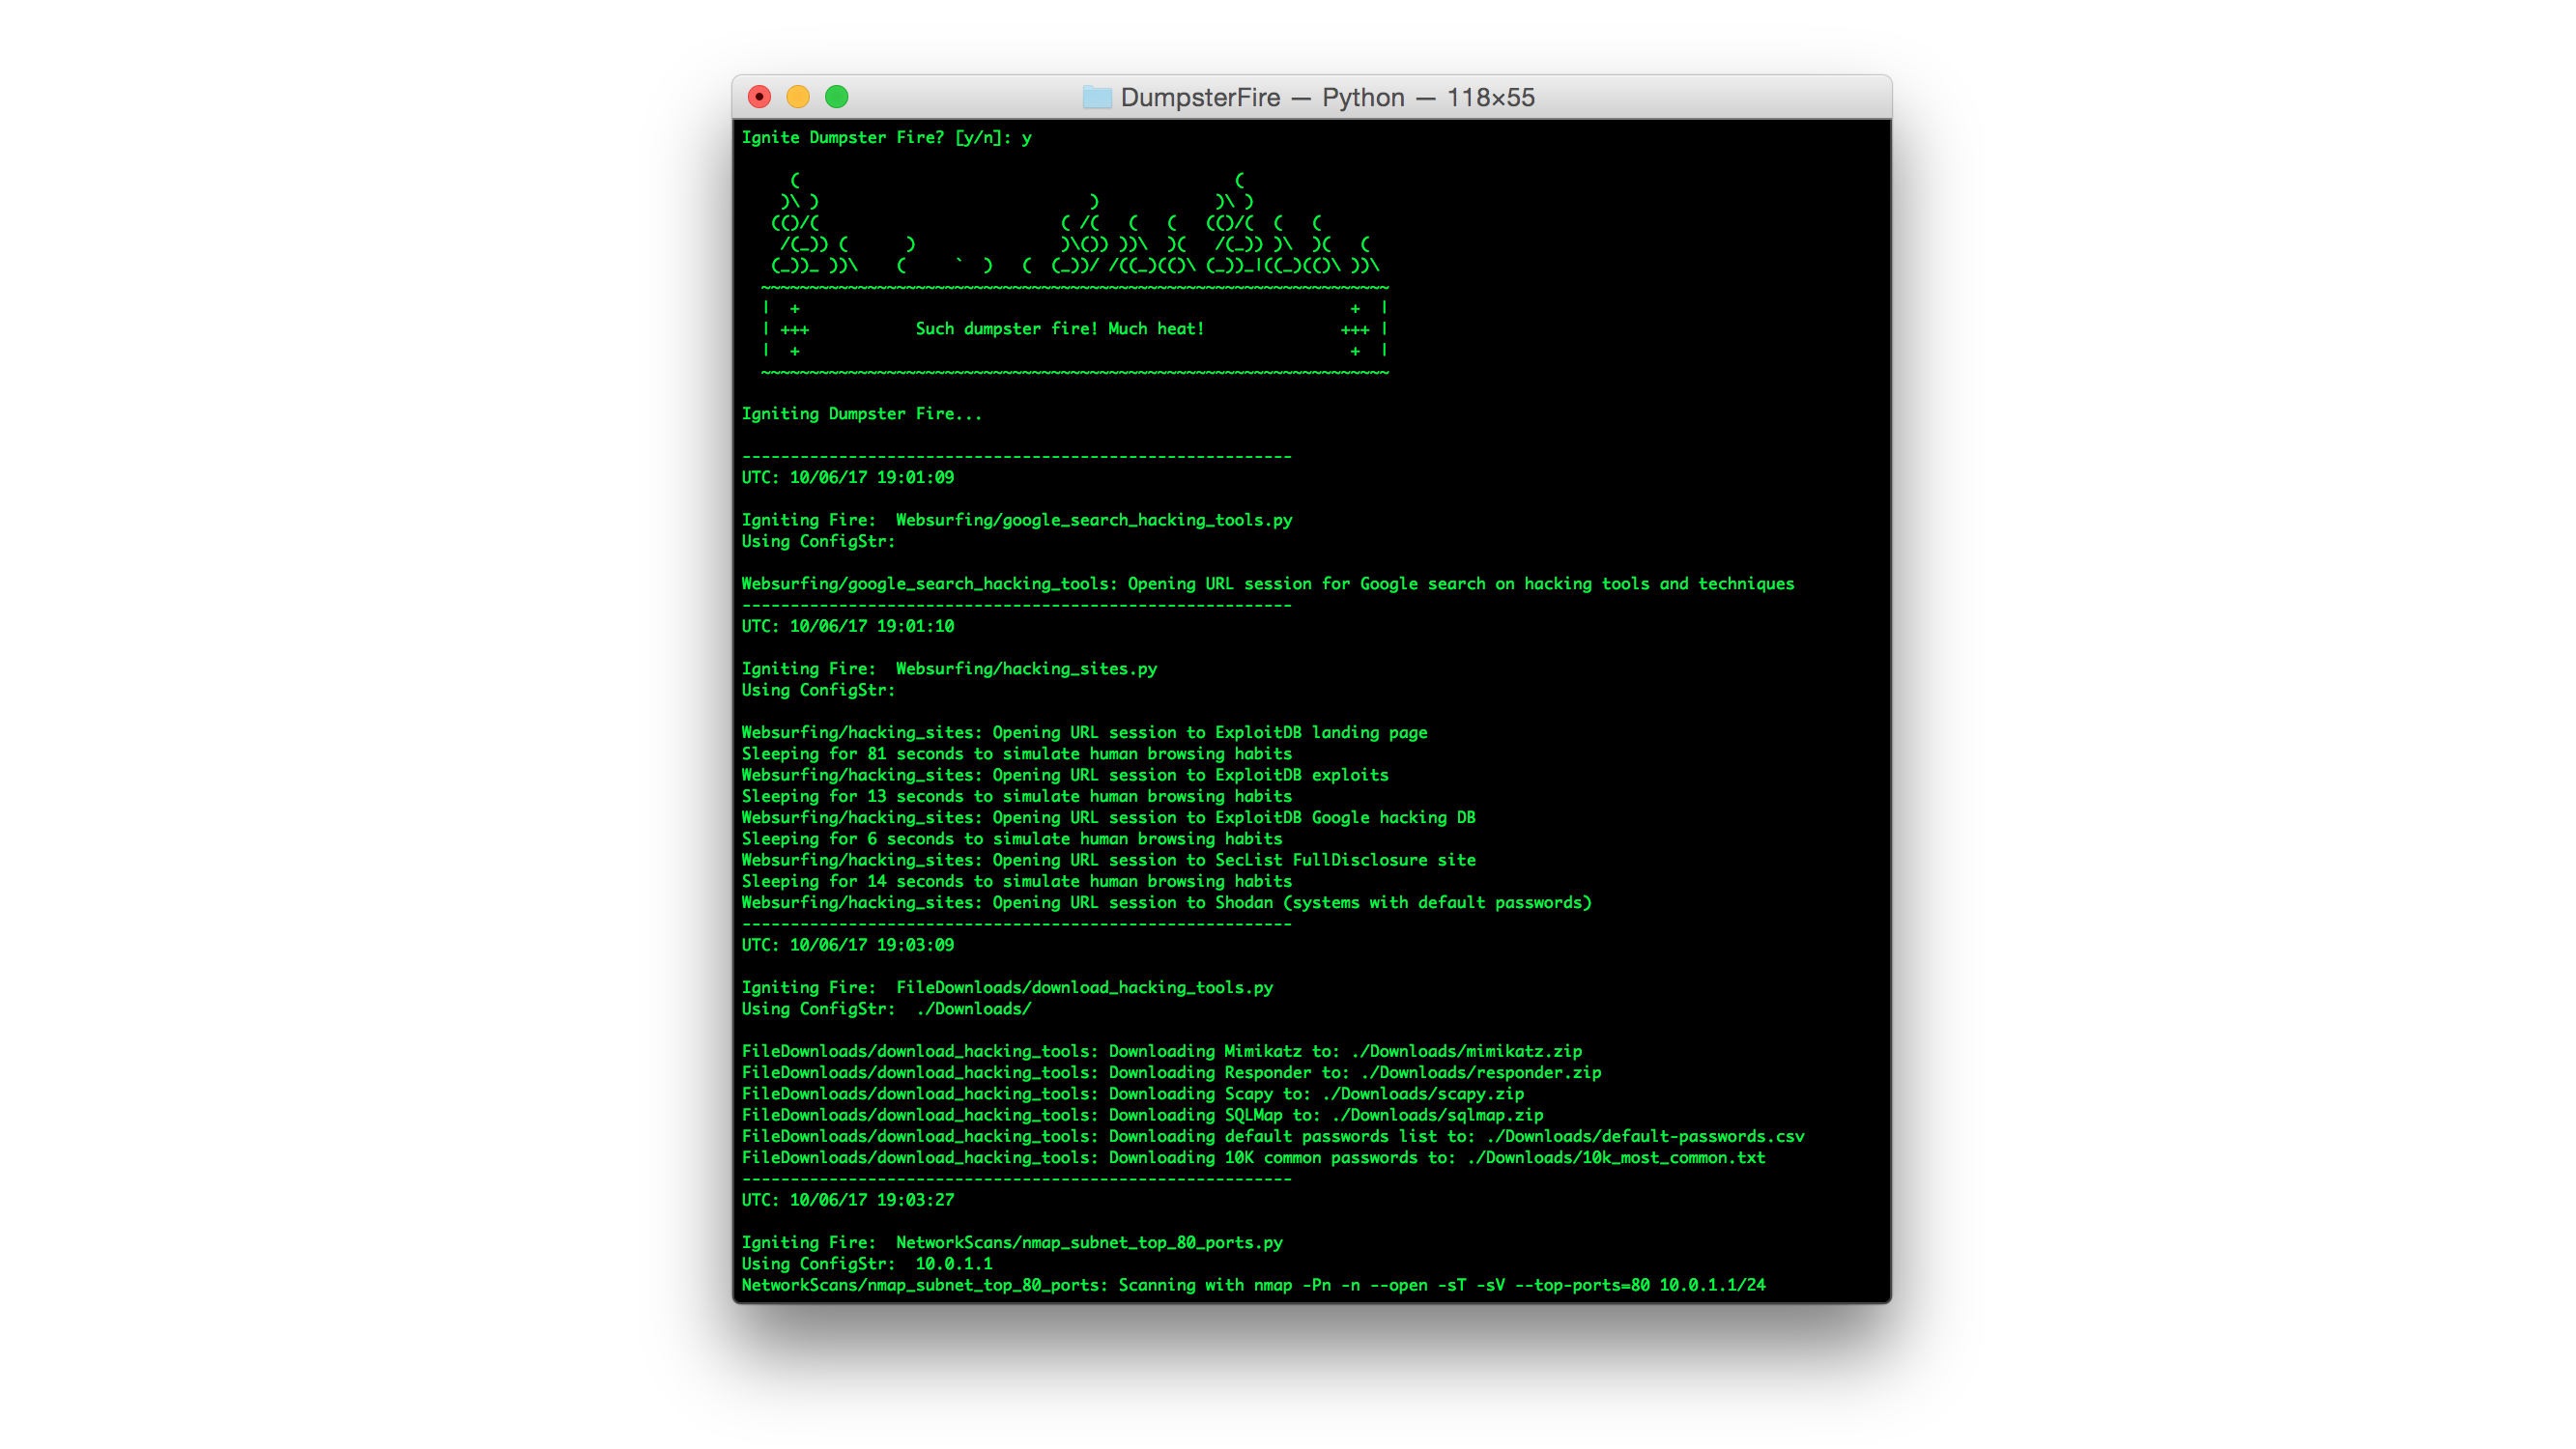 DumpsterFire — Python — 118×55
Ignite Dumpster Fire? [y/n]: y
     (                                             (
    )\ )                            )            )\ )
   (()/(                         ( /(   (   (   (()/(  (   (
    /(_)) (      )               )\()) ))\  )(   /(_)) )\  )(   (
   (_))_ ))\    (     `  )   (  (_))/ /((_)(()\ (_))_|((_)(()\ ))\
  ~~~~~~~~~~~~~~~~~~~~~~~~~~~~~~~~~~~~~~~~~~~~~~~~~~~~~~~~~~~~~~~~~
  |  +                                                         +  |
  | +++           Such dumpster fire! Much heat!              +++ |
  |  +                                                         +  |
  ~~~~~~~~~~~~~~~~~~~~~~~~~~~~~~~~~~~~~~~~~~~~~~~~~~~~~~~~~~~~~~~~~
Igniting Dumpster Fire...
---------------------------------------------------------
UTC: 10/06/17 19:01:09
Igniting Fire:  Websurfing/google_search_hacking_tools.py
Using ConfigStr:
Websurfing/google_search_hacking_tools: Opening URL session for Google search on hacking tools and techniques
---------------------------------------------------------
UTC: 10/06/17 19:01:10
Igniting Fire:  Websurfing/hacking_sites.py
Using ConfigStr:
Websurfing/hacking_sites: Opening URL session to ExploitDB landing page
Sleeping for 81 seconds to simulate human browsing habits
Websurfing/hacking_sites: Opening URL session to ExploitDB exploits
Sleeping for 13 seconds to simulate human browsing habits
Websurfing/hacking_sites: Opening URL session to ExploitDB Google hacking DB
Sleeping for 6 seconds to simulate human browsing habits
Websurfing/hacking_sites: Opening URL session to SecList FullDisclosure site
Sleeping for 14 seconds to simulate human browsing habits
Websurfing/hacking_sites: Opening URL session to Shodan (systems with default passwords)
---------------------------------------------------------
UTC: 10/06/17 19:03:09
Igniting Fire:  FileDownloads/download_hacking_tools.py
Using ConfigStr:  ./Downloads/
FileDownloads/download_hacking_tools: Downloading Mimikatz to: ./Downloads/mimikatz.zip
FileDownloads/download_hacking_tools: Downloading Responder to: ./Downloads/responder.zip
FileDownloads/download_hacking_tools: Downloading Scapy to: ./Downloads/scapy.zip
FileDownloads/download_hacking_tools: Downloading SQLMap to: ./Downloads/sqlmap.zip
FileDownloads/download_hacking_tools: Downloading default passwords list to: ./Downloads/default-passwords.csv
FileDownloads/download_hacking_tools: Downloading 10K common passwords to: ./Downloads/10k_most_common.txt
---------------------------------------------------------
UTC: 10/06/17 19:03:27
Igniting Fire:  NetworkScans/nmap_subnet_top_80_ports.py
Using ConfigStr:  10.0.1.1
NetworkScans/nmap_subnet_top_80_ports: Scanning with nmap -Pn -n --open -sT -sV --top-ports=80 10.0.1.1/24